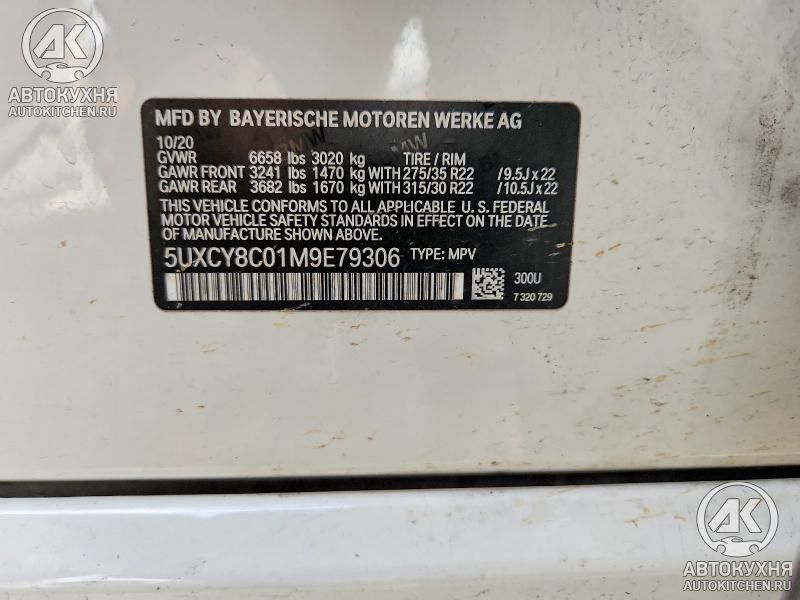 АК
АВТОКУХНЯ
AUTOKITCHEN.RU
MFD BY BAYERISCHE MOTOREN WERKE AG
10/20
GVWR 6658 lbs 3020 kg TIRE / RIM
GAWR FRONT 3241 lbs 1470 kg WITH 275/35 R22 / 9.5J x 22
GAWR REAR 3682 lbs 1670 kg WITH 315/30 R22 / 10.5J x 22
THIS VEHICLE CONFORMS TO ALL APPLICABLE U. S. FEDERAL
MOTOR VEHICLE SAFETY STANDARDS IN EFFECT ON THE DATE
OF MANUFACTURE SHOWN ABOVE.
5UXCY8C01M9E79306 TYPE: MPV
300U
7 320 729
АК
АВТОКУХНЯ
AUTOKITCHEN.RU